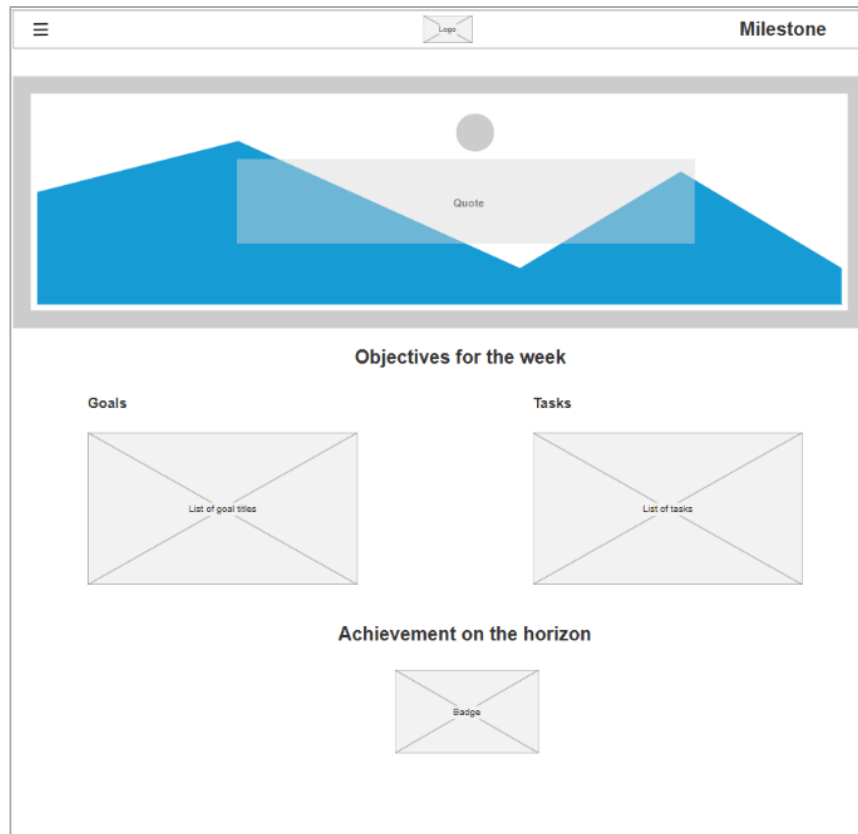 Logo
Milestone
Quote
Objectives for the week
Goals
Tasks
List of goal titles
List of tasks
Achievement on the horizon
Badge